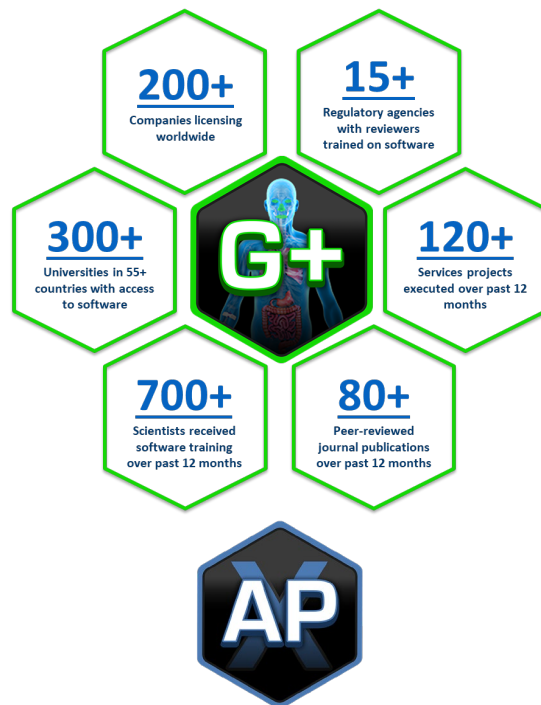 200+
Companies licensing
worldwide
15+
Regulatory agencies
with reviewers
trained on software
300+
Universities in 55+
countries with access
to software
G+
120+
Services projects
executed over past 12
months
700+
Scientists received
software training
over past 12 months
80+
Peer-reviewed
journal publications
over past 12 months
X
AP